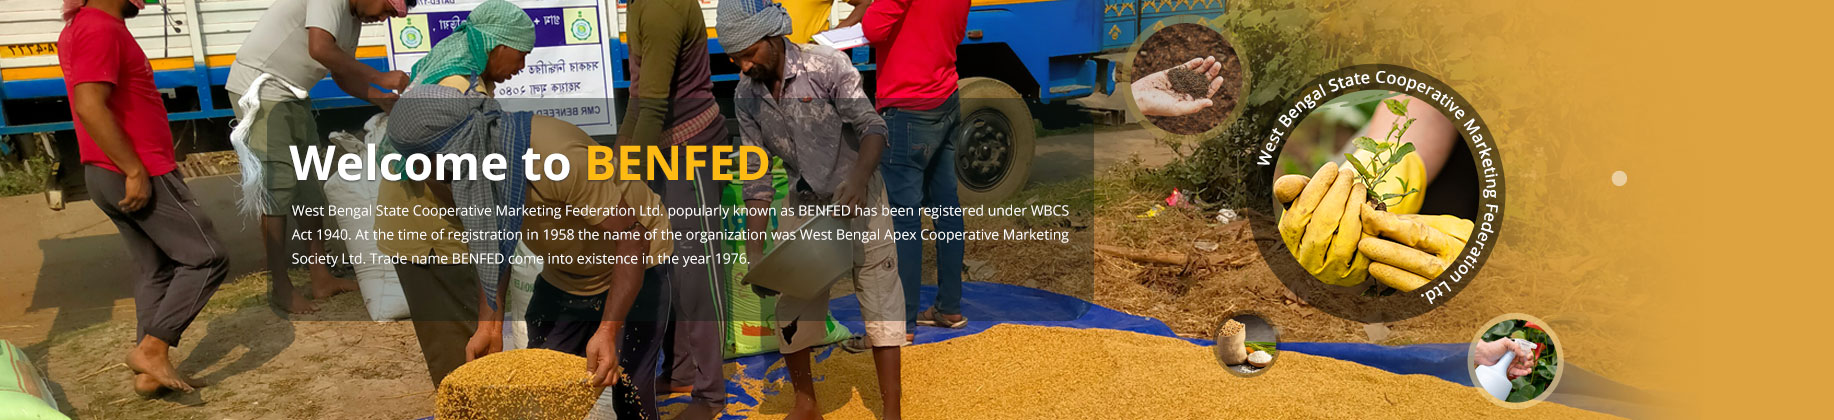 সরকার নির্ধারিত
সহায়ক মূল্য ২০৪০
Welcome to BENFED
West Bengal State Cooperative Marketing Federation Ltd. popularly known as BENFED has been registered under WBCS
Act 1940. At the time of registration in 1958 the name of the organization was West Bengal Apex Cooperative Marketing
Society Ltd. Trade name BENFED come into existence in the year 1976.
West Bengal State Cooperative Marketing Federation Ltd.